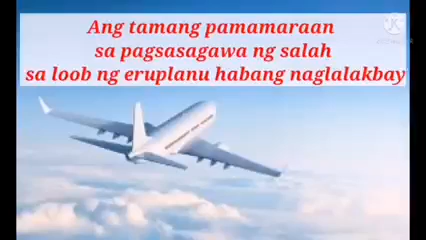 Ang tamang pamamaraan
sa pagsasagawa ng salah
sa loob ng eruplanu habang naglalakbay